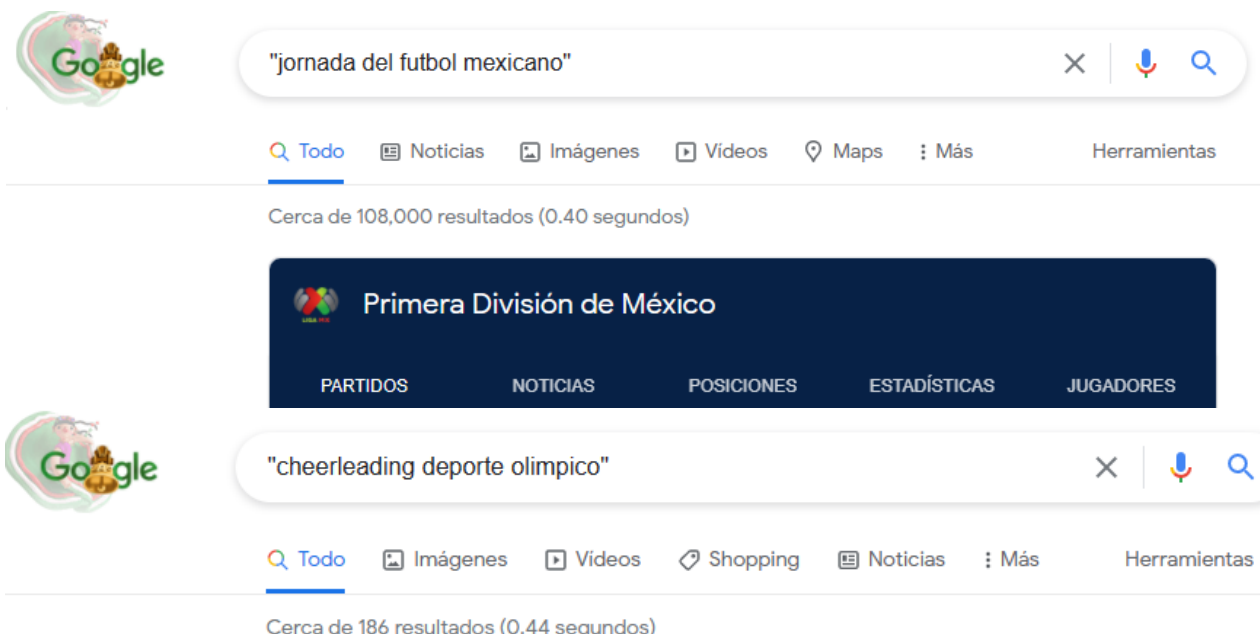 Google
"jornada del futbol mexicano"
Todo Noticias Imágenes Vídeos Maps Más Herramientas
Cerca de 108,000 resultados (0.40 segundos)
LIGA MX
Primera División de México
PARTIDOS NOTICIAS POSICIONES ESTADÍSTICAS JUGADORES
Google
"cheerleading deporte olimpico"
Todo Imágenes Vídeos Shopping Noticias Más Herramientas
Cerca de 186 resultados (0.44 segundos)